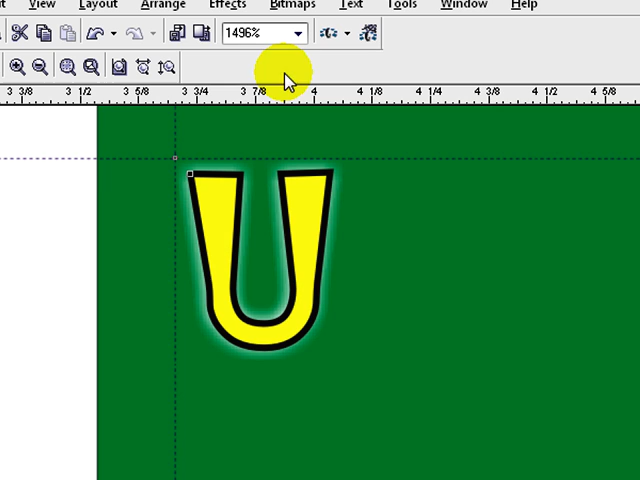 View Layout Arrange Effects Bitmaps Text Tools Window Help
1496%
3 3/8 3 1/2 3 5/8 3 3/4 3 7/8 4 4 1/8 4 1/4 4 3/8 4 1/2 4 5/8
U